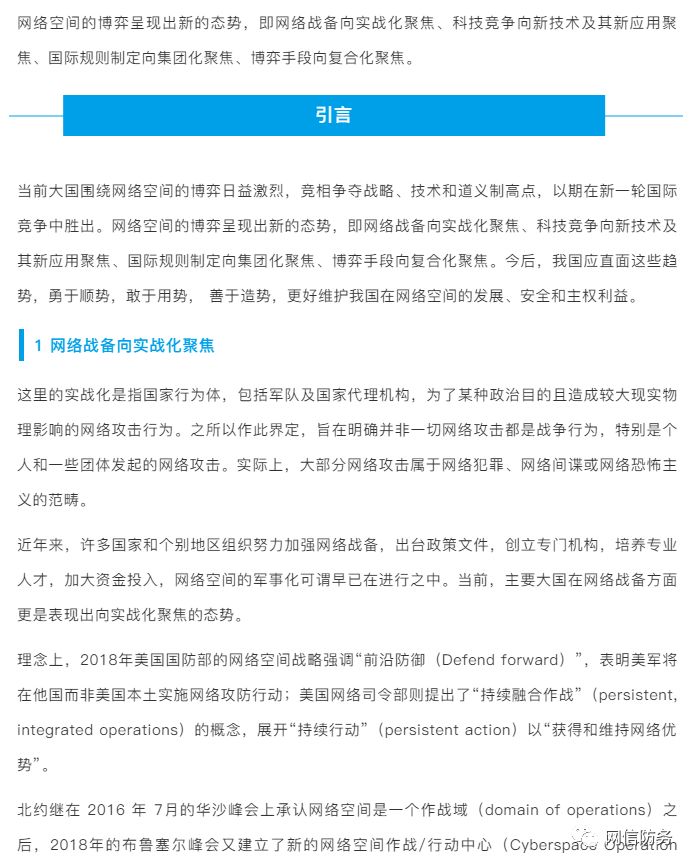 网络空间的博弈呈现出新的态势，即网络战备向实战化聚焦、科技竞争向新技术及其新应用聚
焦、国际规则制定向集团化聚焦、博弈手段向复合化聚焦。
引言
当前大国围绕网络空间的博弈日益激烈，竞相争夺战略、技术和道义制高点，以期在新一轮国际
竞争中胜出。网络空间的博弈呈现出新的态势，即网络战备向实战化聚焦、科技竞争向新技术及
其新应用聚焦、国际规则制定向集团化聚焦、博弈手段向复合化聚焦。今后，我国应直面这些趋
势，勇于顺势，敢于用势， 善于造势，更好维护我国在网络空间的发展、安全和主权利益。
1 网络战备向实战化聚焦
这里的实战化是指国家行为体，包括军队及国家代理机构，为了某种政治目的且造成较大现实物
理影响的网络攻击行为。之所以作此界定，旨在明确并非一切网络攻击都是战争行为，特别是个
人和一些团体发起的网络攻击。实际上，大部分网络攻击属于网络犯罪、网络间谍或网络恐怖主
义的范畴。
近年来，许多国家和个别地区组织努力加强网络战备，出台政策文件，创立专门机构，培养专业
人才，加大资金投入，网络空间的军事化可谓早已在进行之中。当前，主要大国在网络战备方面
更是表现出向实战化聚焦的态势。
理念上，2018年美国国防部的网络空间战略强调“前沿防御（Defend forward）”，表明美军将
在他国而非美国本土实施网络攻防行动；美国网络司令部则提出了“持续融合作战”（persistent,
integrated operations）的概念，展开“持续行动”（persistent action）以“获得和维持网络优
势”。
北约继在 2016 年 7月的华沙峰会上承认网络空间是一个作战域（domain of operations）之
后，2018年的布鲁塞尔峰会又建立了新的网络空间作战/行动中心（Cyberspace Operation
网信防务